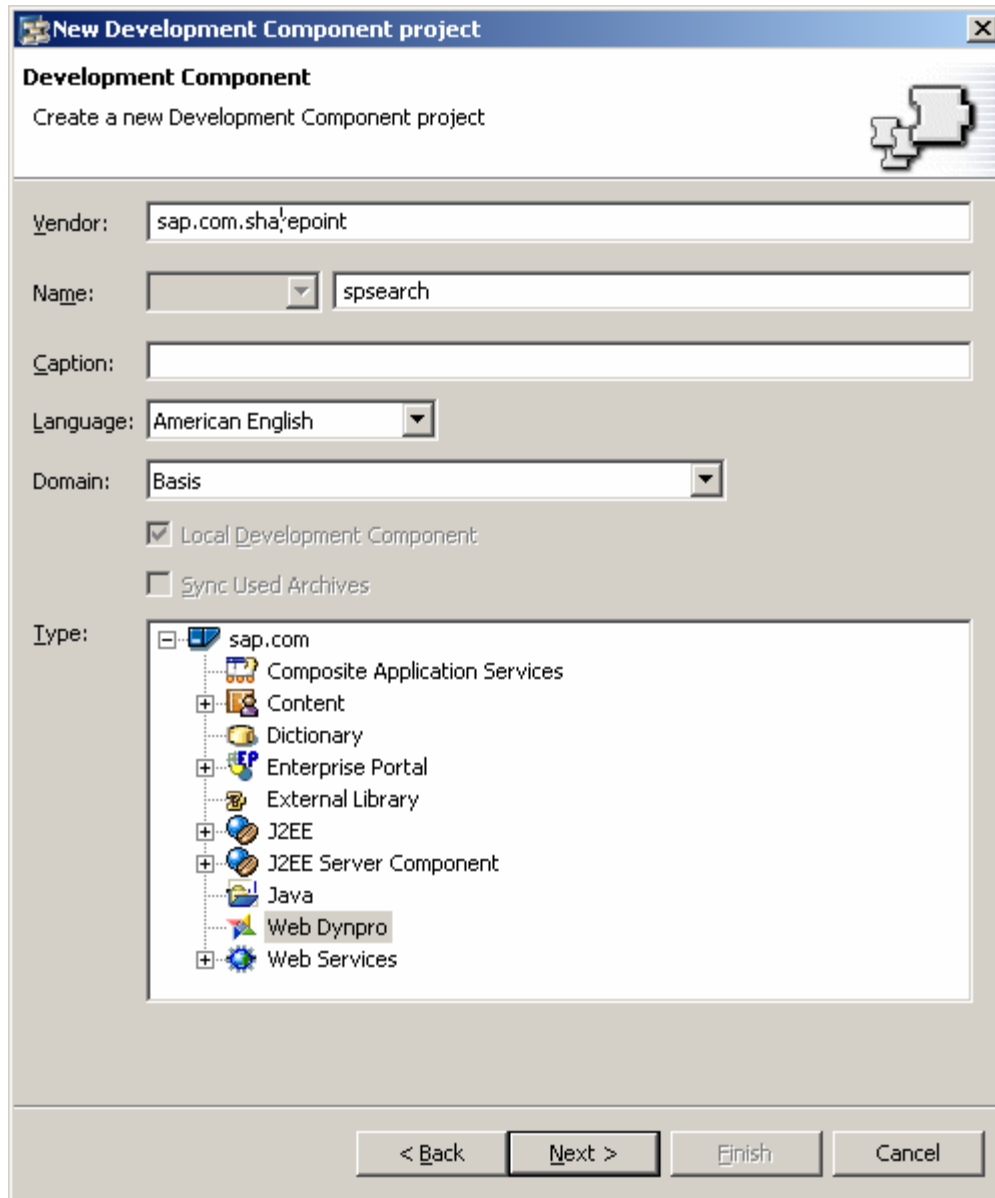 New Development Component project
Development Component
Create a new Development Component project
Vendor: sap.com.sharepoint
Name: spsearch
Caption:
Language: American English
Domain: Basis
Local Development Component
Sync Used Archives
Type: sap.com
Composite Application Services
Content
Dictionary
Enterprise Portal
External Library
J2EE
J2EE Server Component
Java
Web Dynpro
Web Services
< Back Next > Finish Cancel